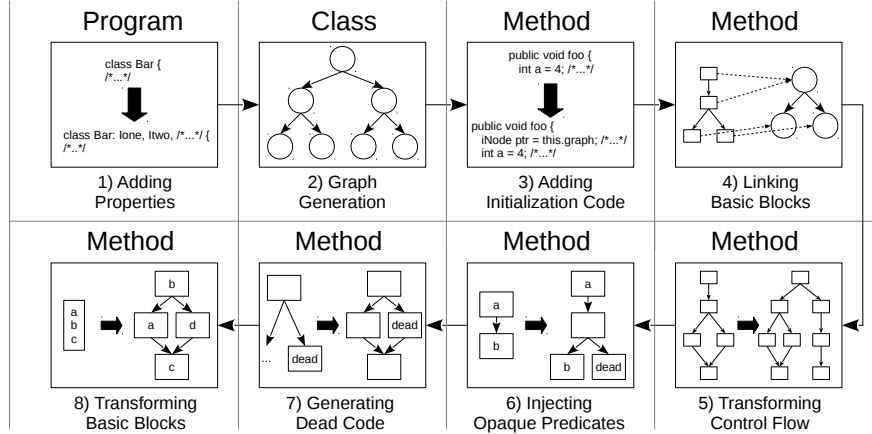 Program
class Bar {
/*...*/
class Bar: Ione, Itwo, /*...*/ {
/*..*/
1) Adding
Properties
Class
2) Graph
Generation
Method
public void foo {
int a = 4; /*...*/
public void foo {
iNode ptr = this.graph; /*...*/
int a = 4; /*...*/
3) Adding
Initialization Code
Method
4) Linking
Basic Blocks
Method
5) Transforming
Control Flow
Method
a
b
a
b
dead
6) Injecting
Opaque Predicates
Method
...
dead
dead
7) Generating
Dead Code
Method
a
b
c
b
a
d
c
8) Transforming
Basic Blocks